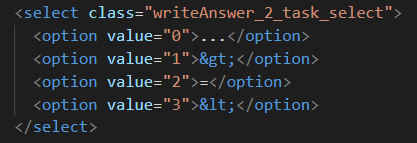 <select class="writeAnswer_2_task_select">
<option value="0">...</option>
<option value="1">&gt;</option>
<option value="2">=</option>
<option value="3">&lt;</option>
</select>